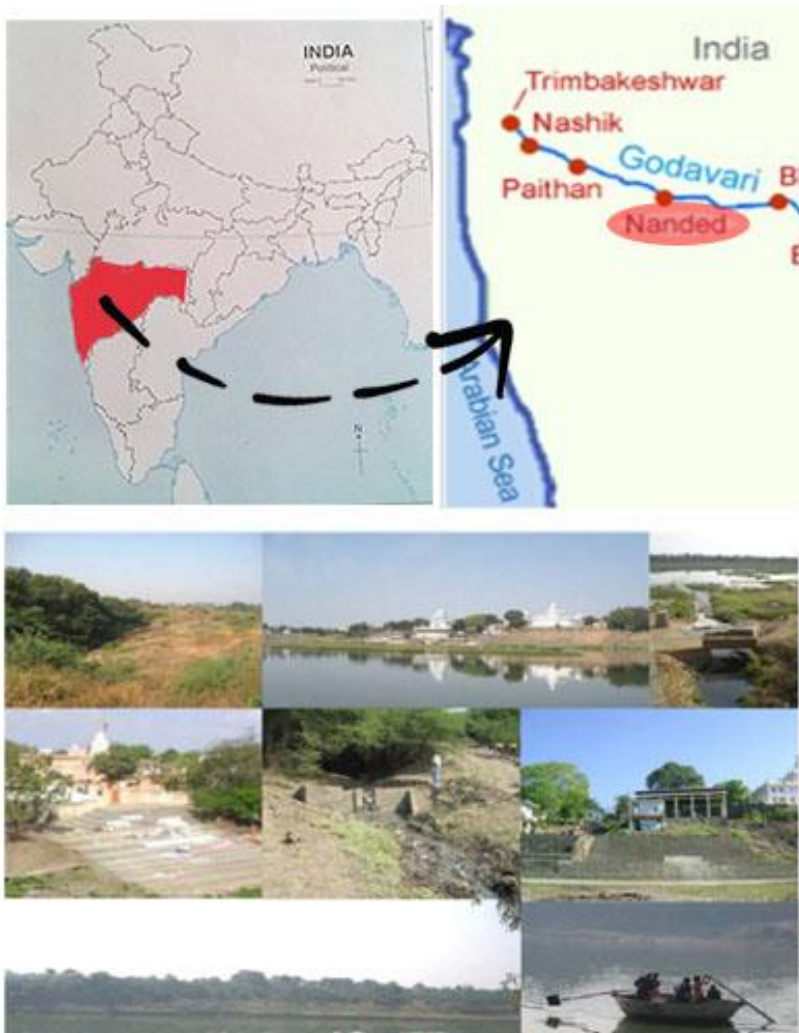 INDIA
Political
N
India
Trimbakeshwar
Nashik
Godavari
Paithan
B
Nanded
B
Arabian Sea